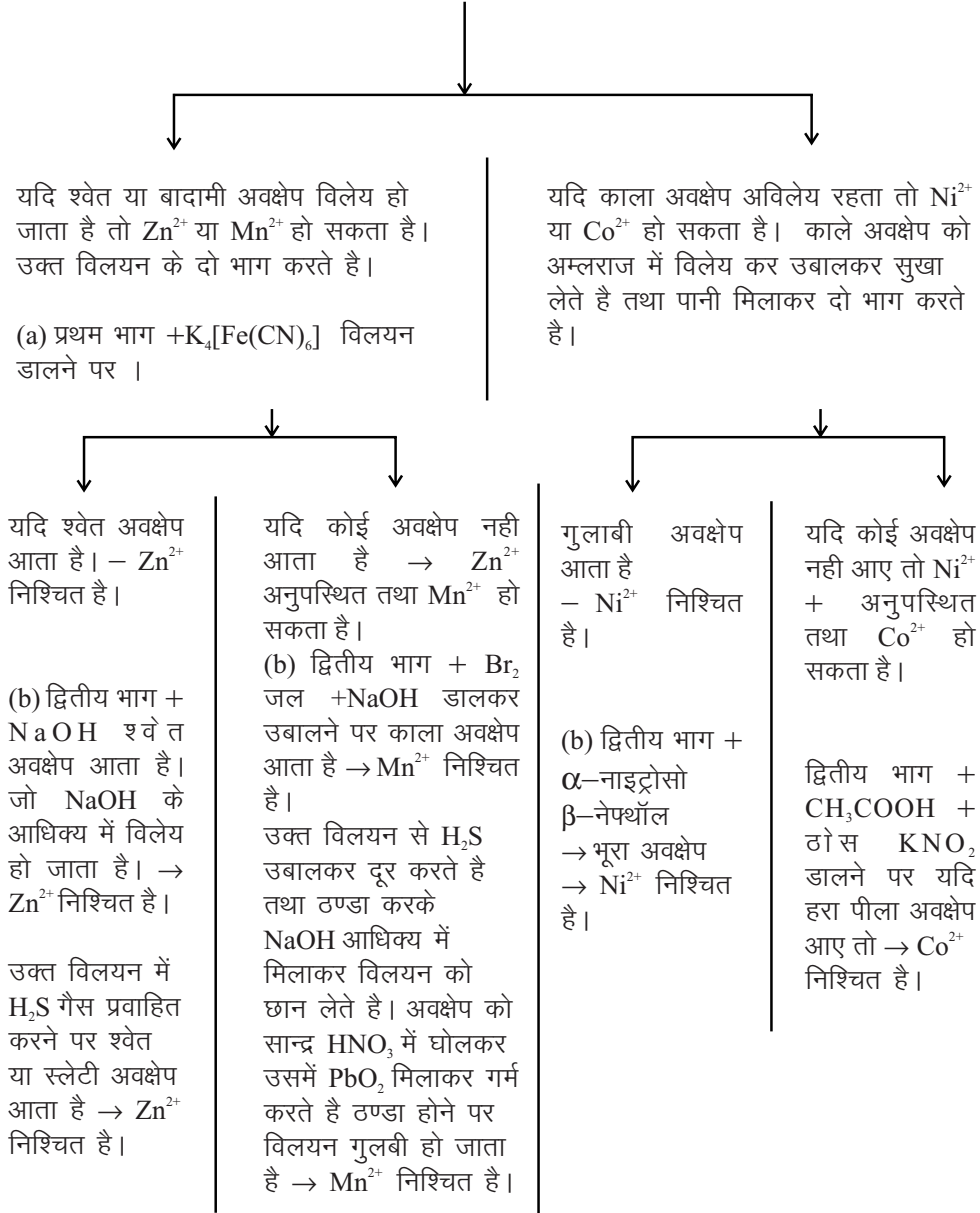 यदि श्वेत या बादामी अवक्षेप विलेय हो
जाता है तो Zn²⁺ या Mn²⁺ हो सकता है।
उक्त विलयन के दो भाग करते है।
(a) प्रथम भाग +K₄[Fe(CN)₆] विलयन
डालने पर ।
यदि काला अवक्षेप अविलेय रहता तो Ni²⁺
या Co²⁺ हो सकता है। काले अवक्षेप को
अम्लराज में विलेय कर उबालकर सुखा
लेते है तथा पानी मिलाकर दो भाग करते
है।
यदि श्वेत अवक्षेप
आता है। – Zn²⁺
निश्चित है।
(b) द्वितीय भाग +
NaOH श्वेत
अवक्षेप आता है।
जो NaOH के
आधिक्य में विलेय
हो जाता है। →
Zn²⁺ निश्चित है।
उक्त विलयन में
H₂S गैस प्रवाहित
करने पर श्वेत
या स्लेटी अवक्षेप
आता है → Zn²⁺
निश्चित है।
यदि कोई अवक्षेप नही
आता है → Zn²⁺
अनुपस्थित तथा Mn²⁺ हो
सकता है।
(b) द्वितीय भाग + Br₂
जल +NaOH डालकर
उबालने पर काला अवक्षेप
आता है → Mn²⁺ निश्चित
है।
उक्त विलयन से H₂S
उबालकर दूर करते है
तथा ठण्डा करके
NaOH आधिक्य में
मिलाकर विलयन को
छान लेते है। अवक्षेप को
सान्द्र HNO₃ में घोलकर
उसमें PbO₂ मिलाकर गर्म
करते है ठण्डा होने पर
विलयन गुलबी हो जाता
है → Mn²⁺ निश्चित है।
गुलाबी अवक्षेप
आता है
– Ni²⁺ निश्चित
है।
(b) द्वितीय भाग +
α–नाइट्रोसो
β–नेफ्थॉल
→ भूरा अवक्षेप
→ Ni²⁺ निश्चित
है।
यदि कोई अवक्षेप
नही आए तो Ni²⁺
+ अनुपस्थित
तथा Co²⁺ हो
सकता है।
द्वितीय भाग +
CH₃COOH +
ठोस KNO₂
डालने पर यदि
हरा पीला अवक्षेप
आए तो → Co²⁺
निश्चित है।